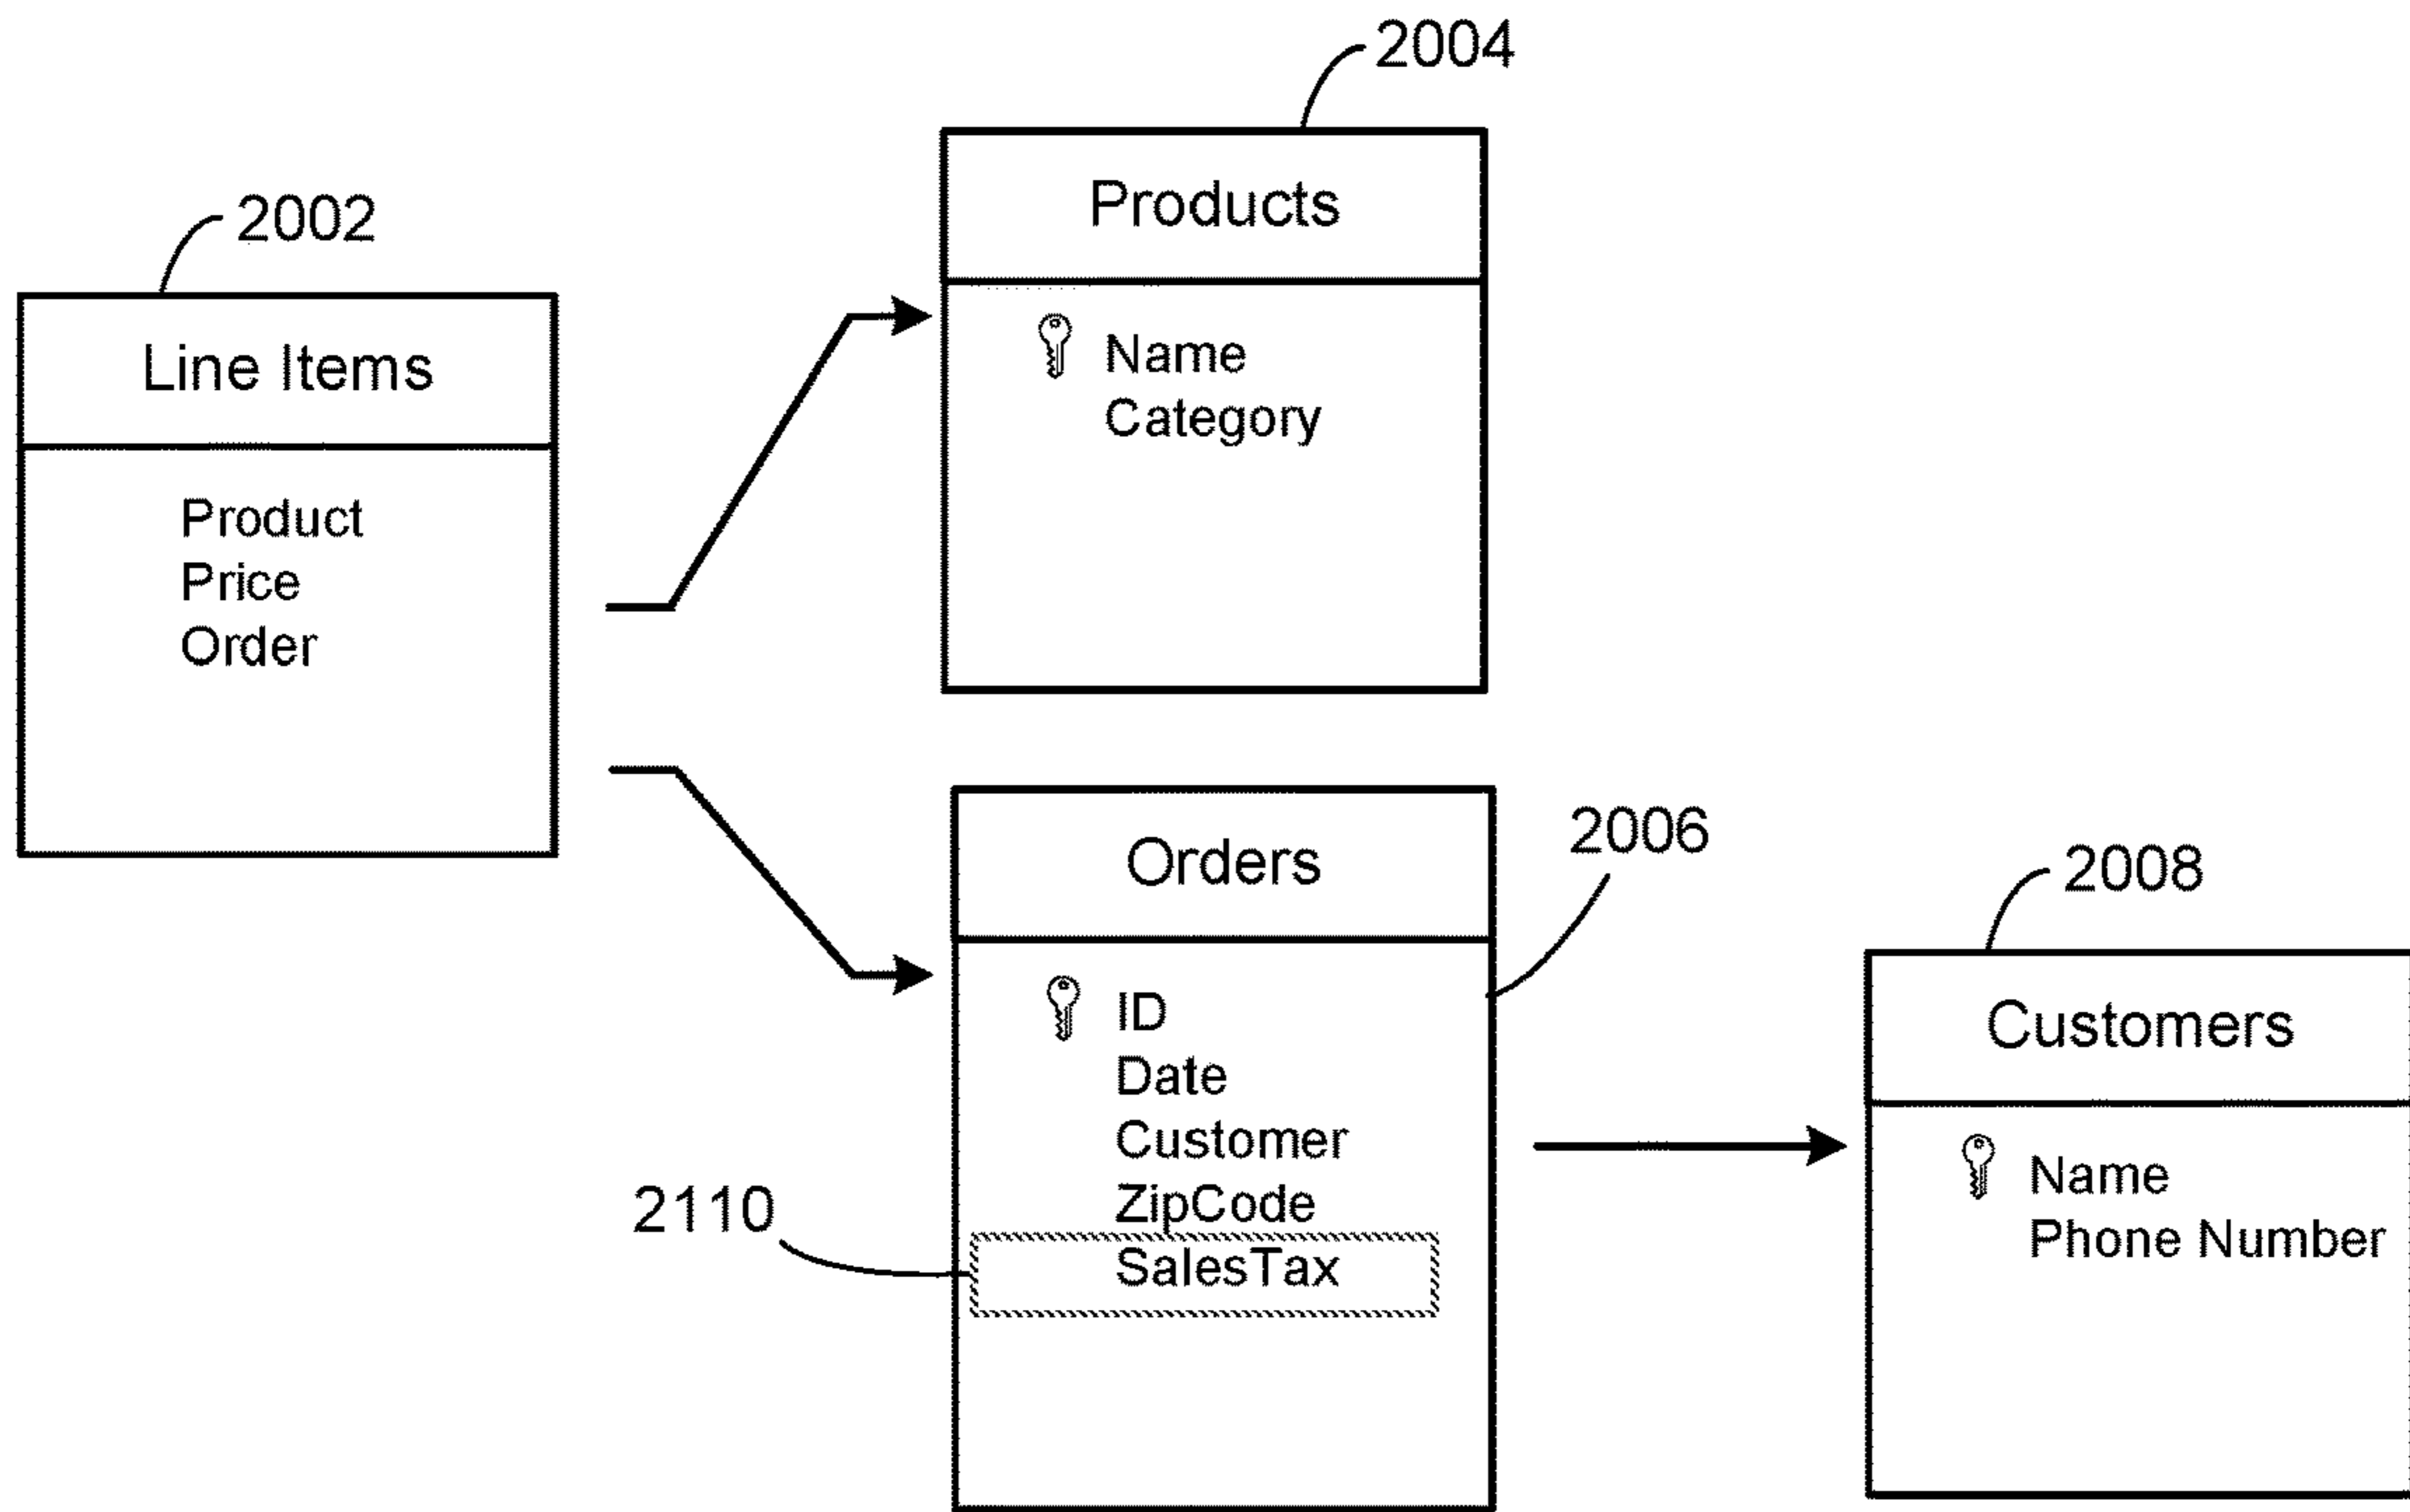 2002
Line Items
Product
Price
Order
2004
Products
Name
Category
2006
Orders
ID
Date
Customer
ZipCode
SalesTax
2110
2008
Customers
Name
Phone Number